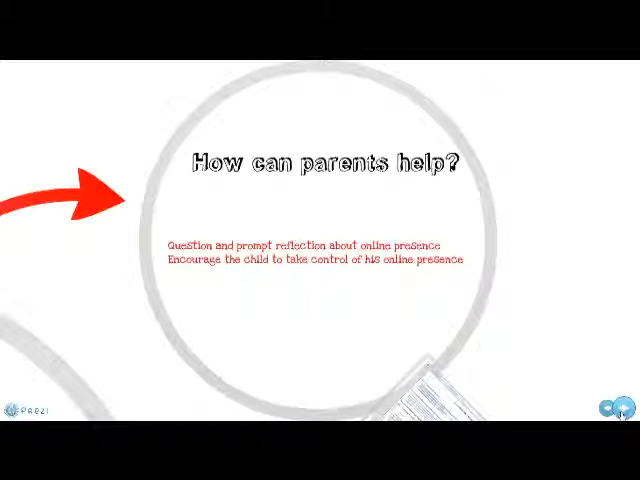 How can parents help?
Question and prompt reflection about online presence
Encourage the child to take control of his online presence
Prezi